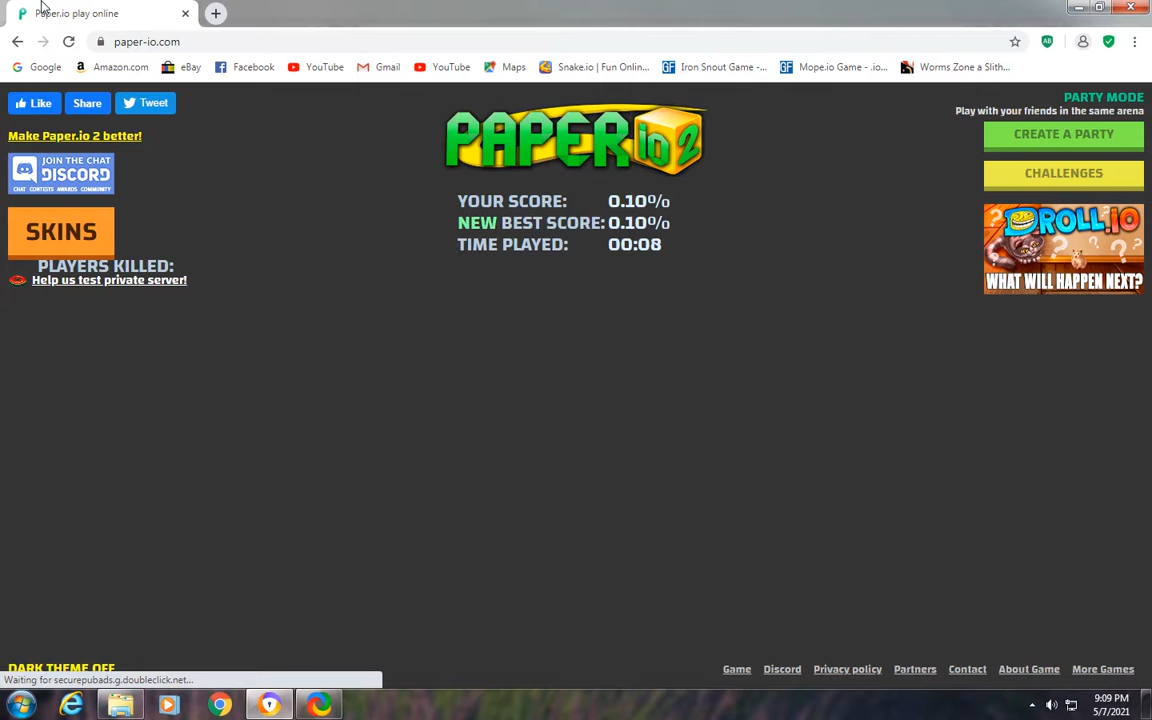 Paper.io play online
paper-io.com
Google
Amazon.com
eBay
Facebook
YouTube
Gmail
YouTube
Maps
Snake.io | Fun Onlin...
Iron Snout Game -...
Mope.io Game - .io...
Worms Zone a Slith...
Like
Share
Tweet
Make Paper.io 2 better!
JOIN THE CHAT
DISCORD
CHAT CONTESTS AWARDS COMMUNITY
SKINS
PLAYERS KILLED:
Help us test private server!
PAPER io 2
YOUR SCORE: 0.10%
NEW BEST SCORE: 0.10%
TIME PLAYED: 00:08
PARTY MODE
Play with your friends in the same arena
CREATE A PARTY
CHALLENGES
DROLL.IO
WHAT WILL HAPPEN NEXT?
DARK THEME OFF
Waiting for securepubads.g.doubleclick.net...
Game
Discord
Privacy policy
Partners
Contact
About Game
More Games
9:09 PM
5/7/2021